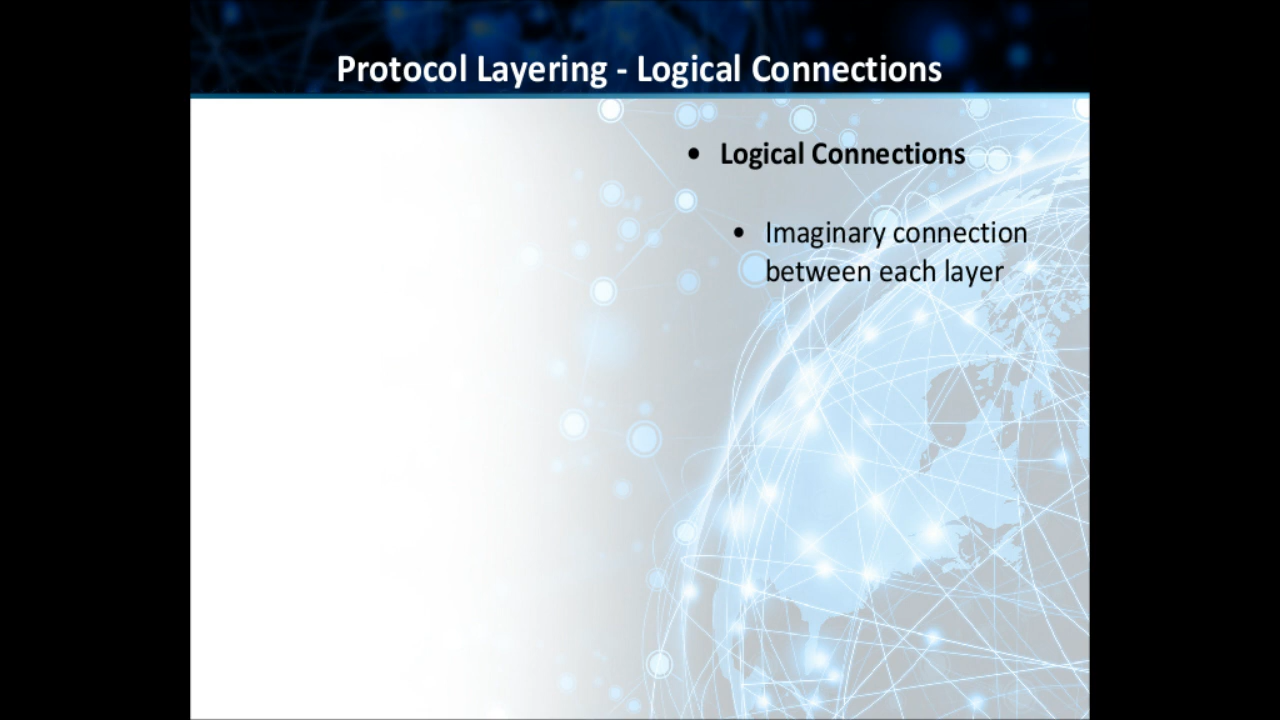 Protocol Layering - Logical Connections
• Logical Connections
• Imaginary connection
between each layer